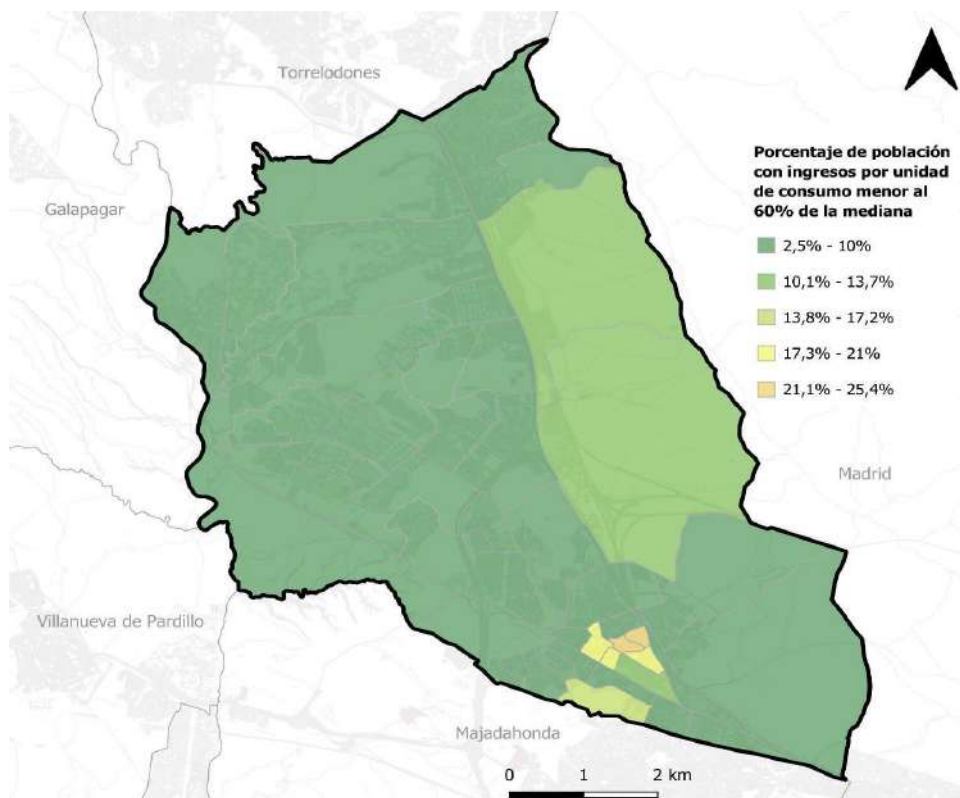 Torrelodones
Galapagar
Porcentaje de población
con ingresos por unidad
de consumo menor al
60% de la mediana
2,5% - 10%
10,1% - 13,7%
13,8% - 17,2%
17,3% - 21%
21,1% - 25,4%
Madrid
Villanueva de Pardillo
Majadahonda
0 1 2 km